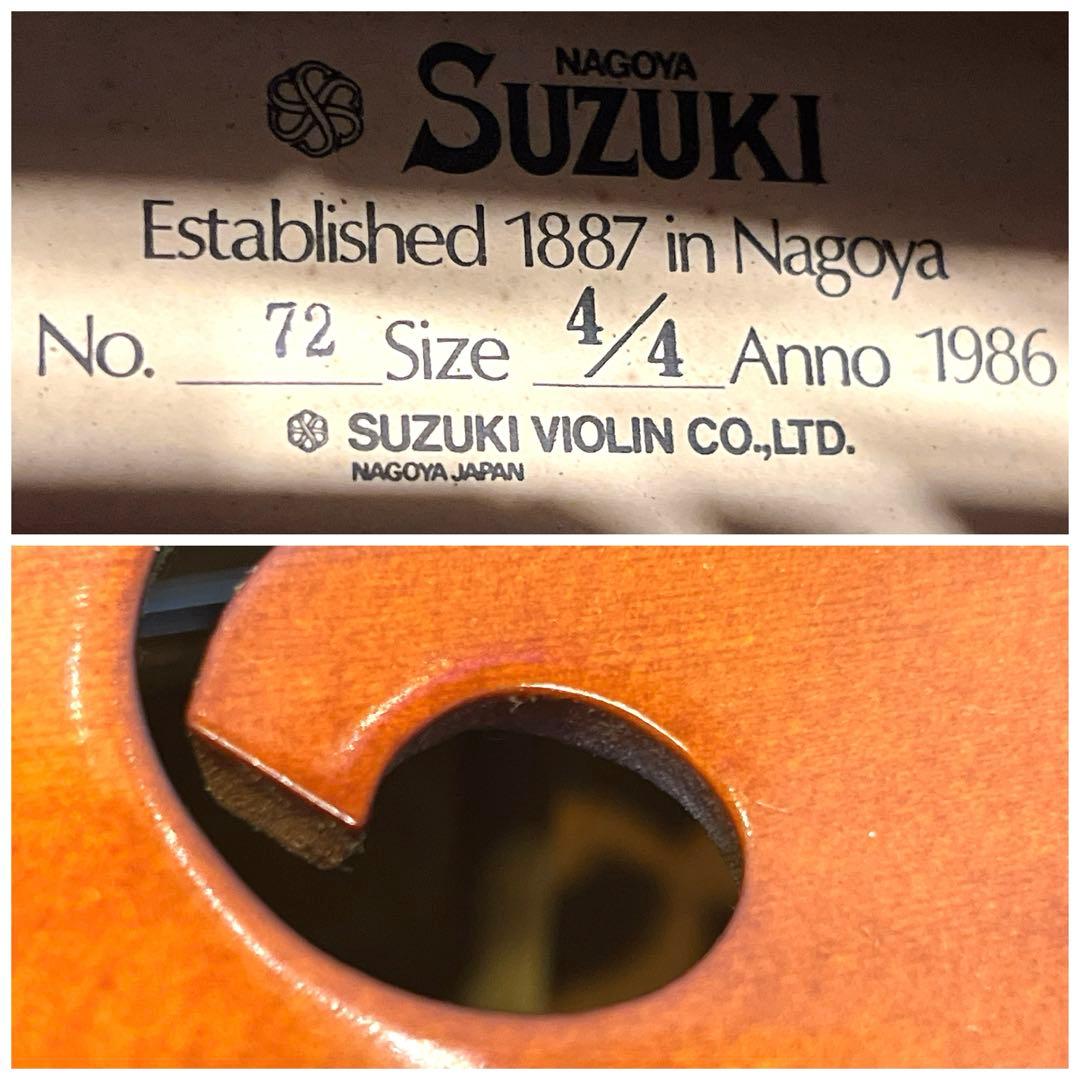 NAGOYA
SUZUKI
Established 1887 in Nagoya
No. 72 Size 4/4 Anno 1986
SUZUKI VIOLIN CO.,LTD.
NAGOYA JAPAN